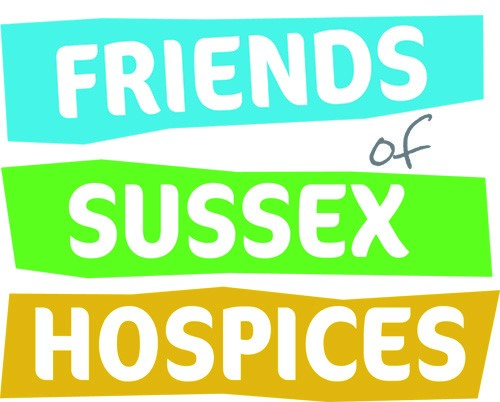 FRIENDS
of
SUSSEX
HOSPICES